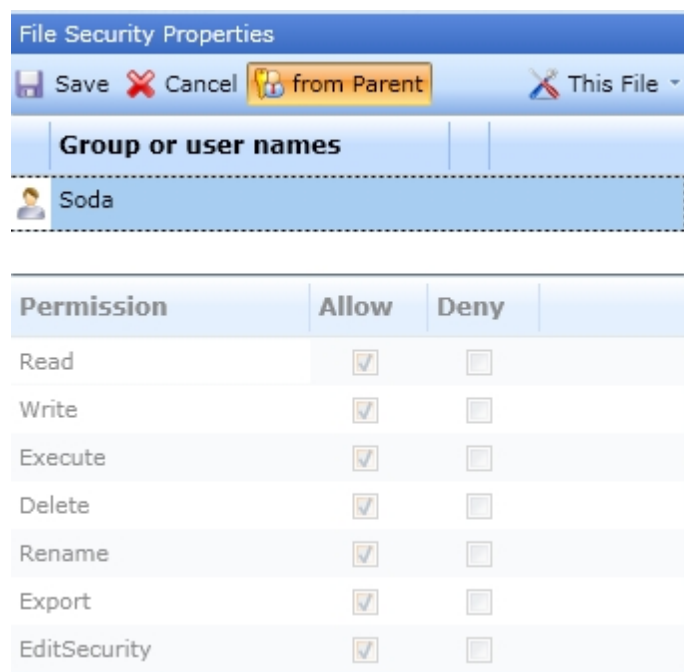 File Security Properties
Save Cancel from Parent This File
Group or user names
Soda
Permission Allow Deny
Read
Write
Execute
Delete
Rename
Export
EditSecurity